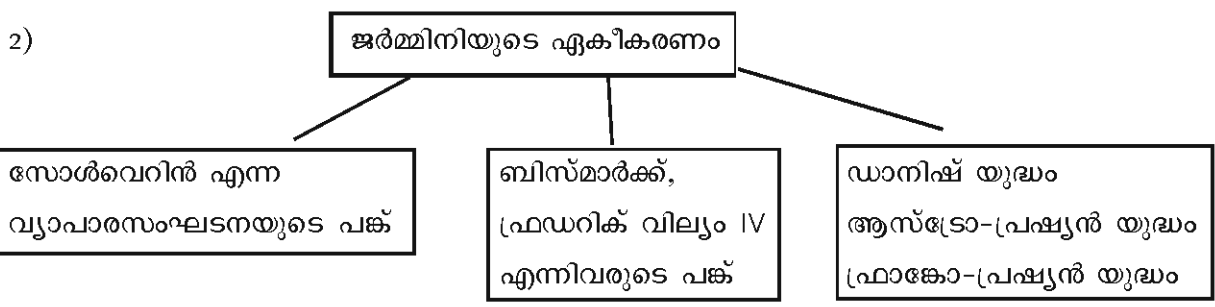 2)
ജർമ്മിനിയുടെ ഏകീകരണം
സോൾവെറിൻ എന്ന
വ്യാപാരസംഘടനയുടെ പങ്ക്
ബിസ്മാർക്ക്,
ഫ്രഡറിക് വില്യം IV
എന്നിവരുടെ പങ്ക്
ഡാനിഷ് യുദ്ധം
ആസ്ട്രോ-പ്രഷ്യൻ യുദ്ധം
ഫ്രാങ്കോ-പ്രഷ്യൻ യുദ്ധം